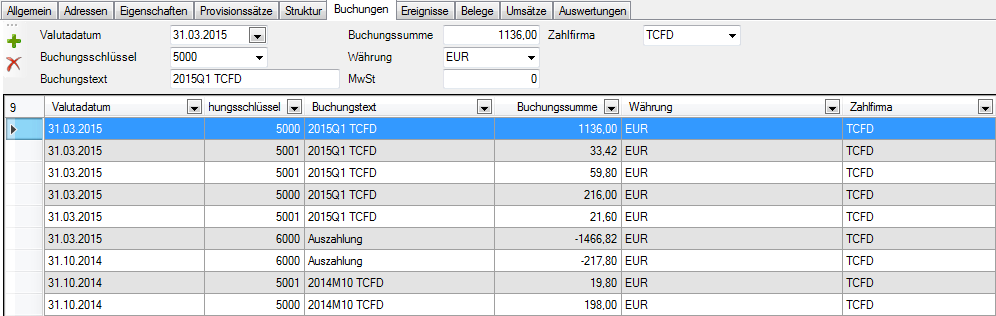 Allgemein Adressen Eigenschaften Provisionssätze Struktur Buchungen Ereignisse Belege Umsätze Auswertungen
Valutadatum 31.03.2015 Buchungssumme 1136,00 Zahlfirma TCFD
Buchungsschlüssel 5000 Währung EUR
Buchungstext 2015Q1 TCFD MwSt 0
9 Valutadatum hungsschlüssel Buchungstext Buchungssumme Währung Zahlfirma
31.03.2015 5000 2015Q1 TCFD 1136,00 EUR TCFD
31.03.2015 5001 2015Q1 TCFD 33,42 EUR TCFD
31.03.2015 5001 2015Q1 TCFD 59,80 EUR TCFD
31.03.2015 5000 2015Q1 TCFD 216,00 EUR TCFD
31.03.2015 5001 2015Q1 TCFD 21,60 EUR TCFD
31.03.2015 6000 Auszahlung -1466,82 EUR TCFD
31.10.2014 6000 Auszahlung -217,80 EUR TCFD
31.10.2014 5001 2014M10 TCFD 19,80 EUR TCFD
31.10.2014 5000 2014M10 TCFD 198,00 EUR TCFD